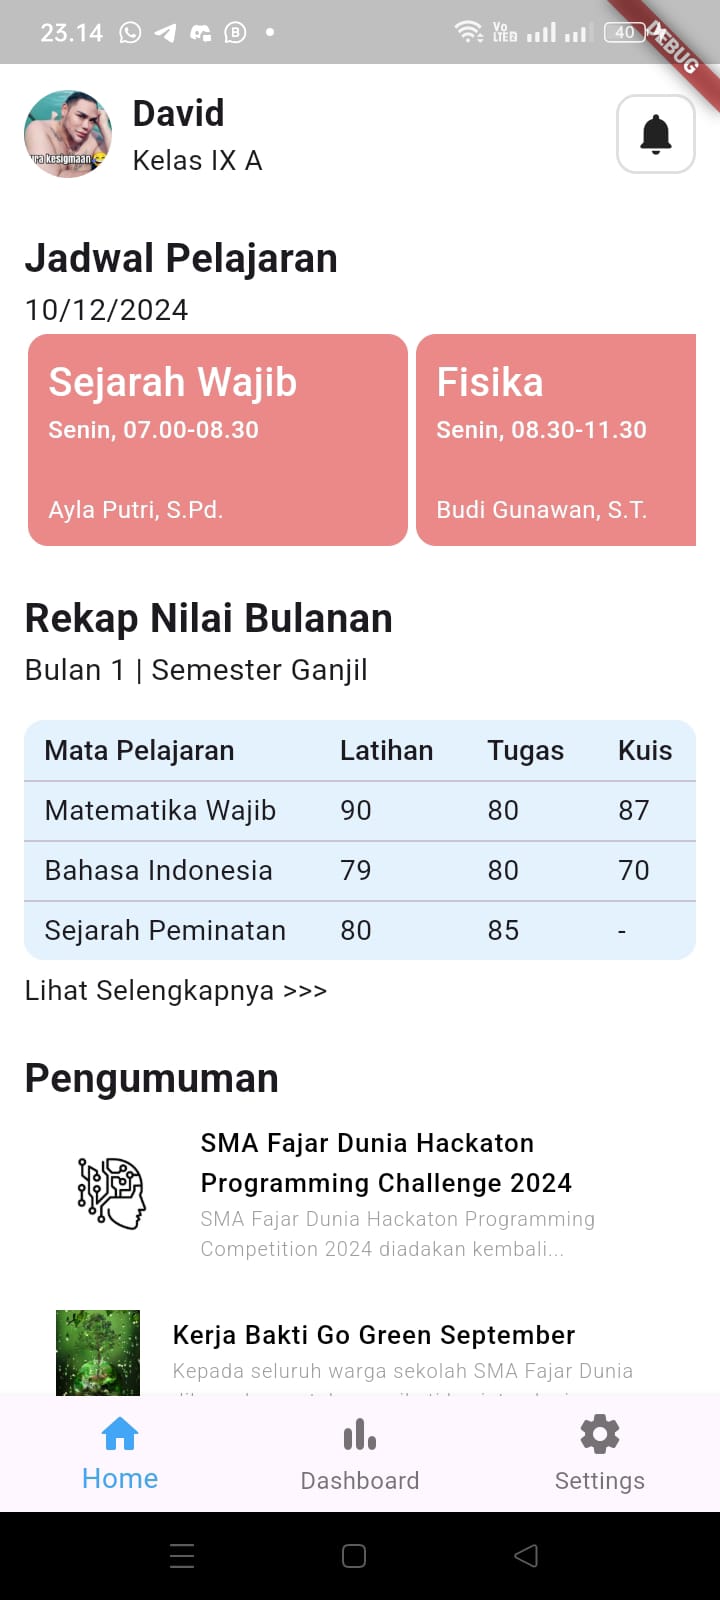 23.14
Vo
LTE2
40
DEBUG
David
ra kesigmaan
Kelas IX A
Jadwal Pelajaran
10/12/2024
Sejarah Wajib
Senin, 07.00-08.30
Ayla Putri, S.Pd.
Fisika
Senin, 08.30-11.30
Budi Gunawan, S.T.
Rekap Nilai Bulanan
Bulan 1 | Semester Ganjil
Mata Pelajaran Latihan Tugas Kuis
Matematika Wajib 90 80 87
Bahasa Indonesia 79 80 70
Sejarah Peminatan 80 85 -
Lihat Selengkapnya >>>
Pengumuman
SMA Fajar Dunia Hackaton
Programming Challenge 2024
SMA Fajar Dunia Hackaton Programming
Competition 2024 diadakan kembali...
Kerja Bakti Go Green September
Kepada seluruh warga sekolah SMA Fajar Dunia
Home
Dashboard
Settings